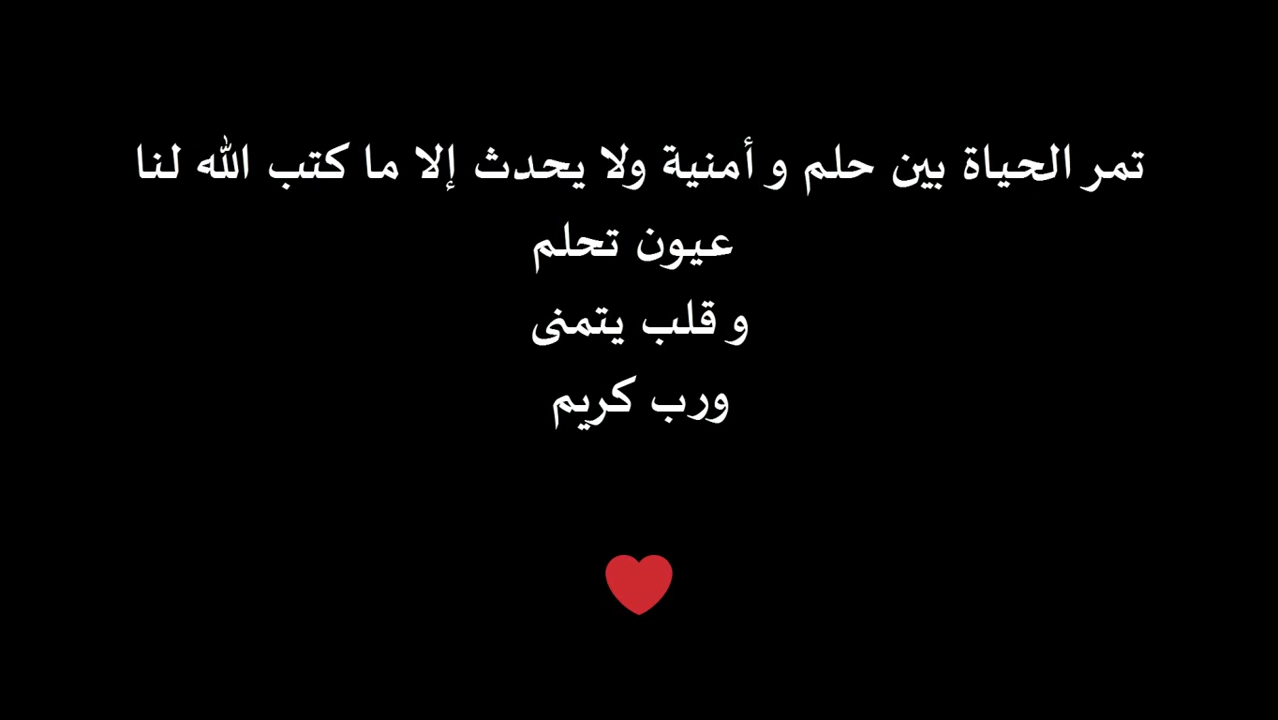 تمر الحياة بين حلم و أمنية ولا يحدث إلا ما كتب الله لنا
عيون تحلم
و قلب يتمنى
ورب كريم